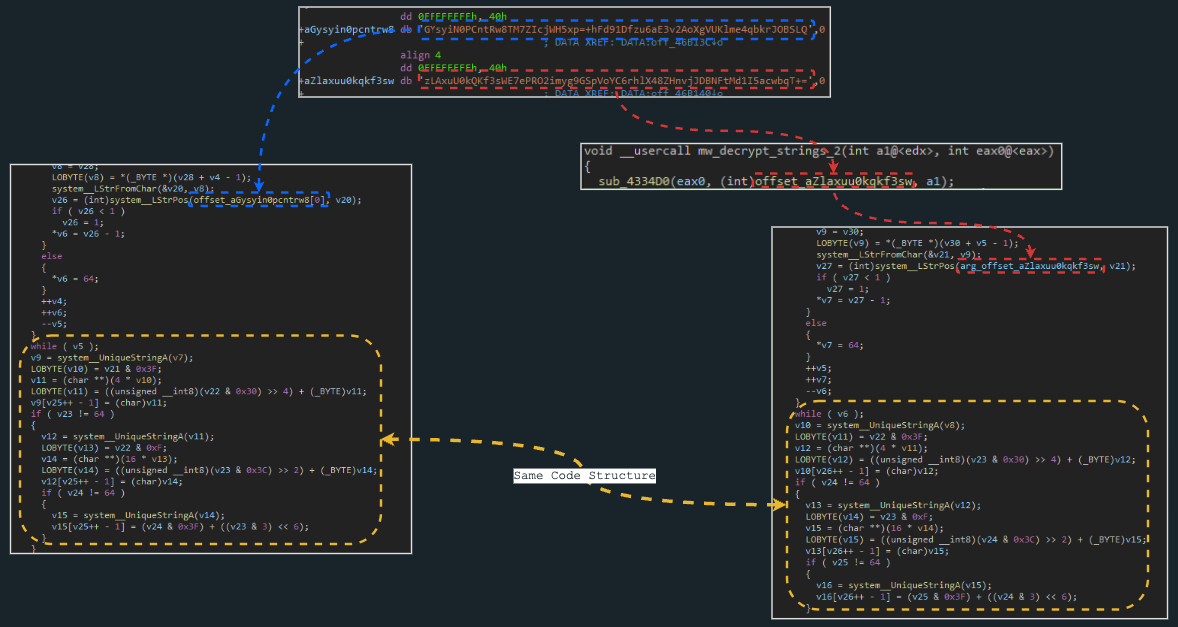 dd 0FFFFFFFFh, 40h
+aGysyin0pcntrw8 db 'GYsyiN0PCntRw8TM7ZIcjWH5xp=+hFd91Dfzu6aE3v2AoXgVUKlme4qbkrJOBSLQ',0
+ ; DATA XREF: DATA:off_46B13C↓o
align 4
dd 0FFFFFFFFh, 40h
+aZlaxuu0kqkf3sw db 'zLAxuU0kQKf3sWE7ePRO2imyg9GSpVoYC6rhlX48ZHnvjJDBNFtMd1I5acwbqT+=',0
+ ; DATA XREF: DATA:off_46B140↓o
void __usercall mw_decrypt_strings_2(int a1@<edx>, int eax0@<eax>)
{
sub_4334D0(eax0, (int)offset_aZlaxuu0kqkf3sw, a1);
v8 = v28;
LOBYTE(v8) = *(_BYTE *)(v28 + v4 - 1);
system__LStrFromChar(&v20, v8);
v26 = (int)system__LStrPos(offset_aGysyin0pcntrw8[0], v20);
if ( v26 < 1 )
v26 = 1;
*v6 = v26 - 1;
}
else
{
*v6 = 64;
}
++v4;
++v6;
--v5;
}
while ( v5 );
v9 = system__UniqueStringA(v7);
LOBYTE(v10) = v21 & 0x3F;
v11 = (char **)(4 * v10);
LOBYTE(v11) = ((unsigned __int8)(v22 & 0x30) >> 4) + (_BYTE)v11;
v9[v25++ - 1] = (char)v11;
if ( v23 != 64 )
{
v12 = system__UniqueStringA(v11);
LOBYTE(v13) = v22 & 0xF;
v14 = (char **)(16 * v13);
LOBYTE(v14) = ((unsigned __int8)(v23 & 0x3C) >> 2) + (_BYTE)v14;
v12[v25++ - 1] = (char)v14;
if ( v24 != 64 )
{
v15 = system__UniqueStringA(v14);
v15[v25++ - 1] = (v24 & 0x3F) + ((v23 & 3) << 6);
}
}
Same Code Structure
v9 = v30;
LOBYTE(v9) = *(_BYTE *)(v30 + v5 - 1);
system__LStrFromChar(&v21, v9);
v27 = (int)system__LStrPos(arg_offset_aZlaxuu0kqkf3sw, v21);
if ( v27 < 1 )
v27 = 1;
*v7 = v27 - 1;
}
else
{
*v7 = 64;
}
++v5;
++v7;
--v6;
}
while ( v6 );
v10 = system__UniqueStringA(v8);
LOBYTE(v11) = v22 & 0x3F;
v12 = (char **)(4 * v11);
LOBYTE(v12) = ((unsigned __int8)(v23 & 0x30) >> 4) + (_BYTE)v12;
v10[v26++ - 1] = (char)v12;
if ( v24 != 64 )
{
v13 = system__UniqueStringA(v12);
LOBYTE(v14) = v23 & 0xF;
v15 = (char **)(16 * v14);
LOBYTE(v15) = ((unsigned __int8)(v24 & 0x3C) >> 2) + (_BYTE)v15;
v13[v26++ - 1] = (char)v15;
if ( v25 != 64 )
{
v16 = system__UniqueStringA(v15);
v16[v26++ - 1] = (v25 & 0x3F) + ((v24 & 3) << 6);
}